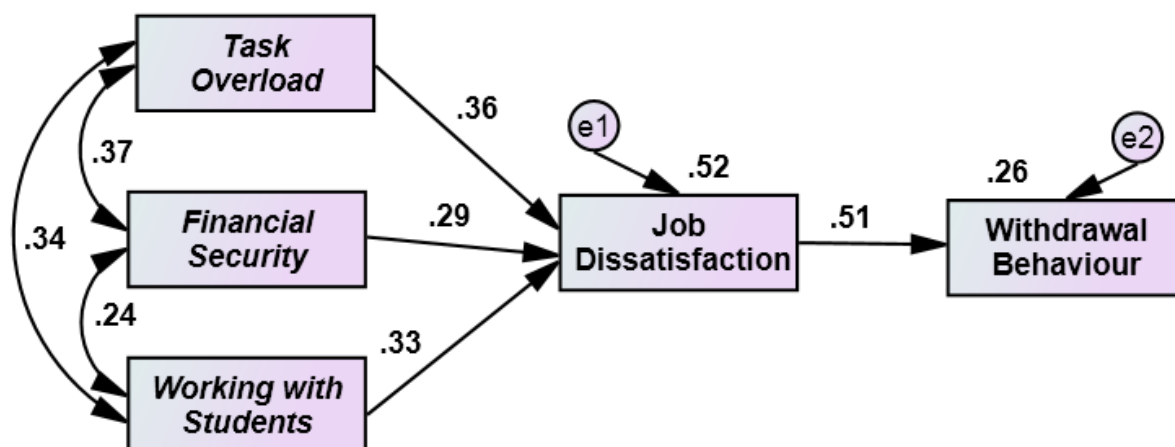 Task
Overload
.36
e1
e2
.37
.52
.26
Financial
Security
.29
Job
Dissatisfaction
.51
Withdrawal
Behaviour
.34
.24
.33
Working with
Students